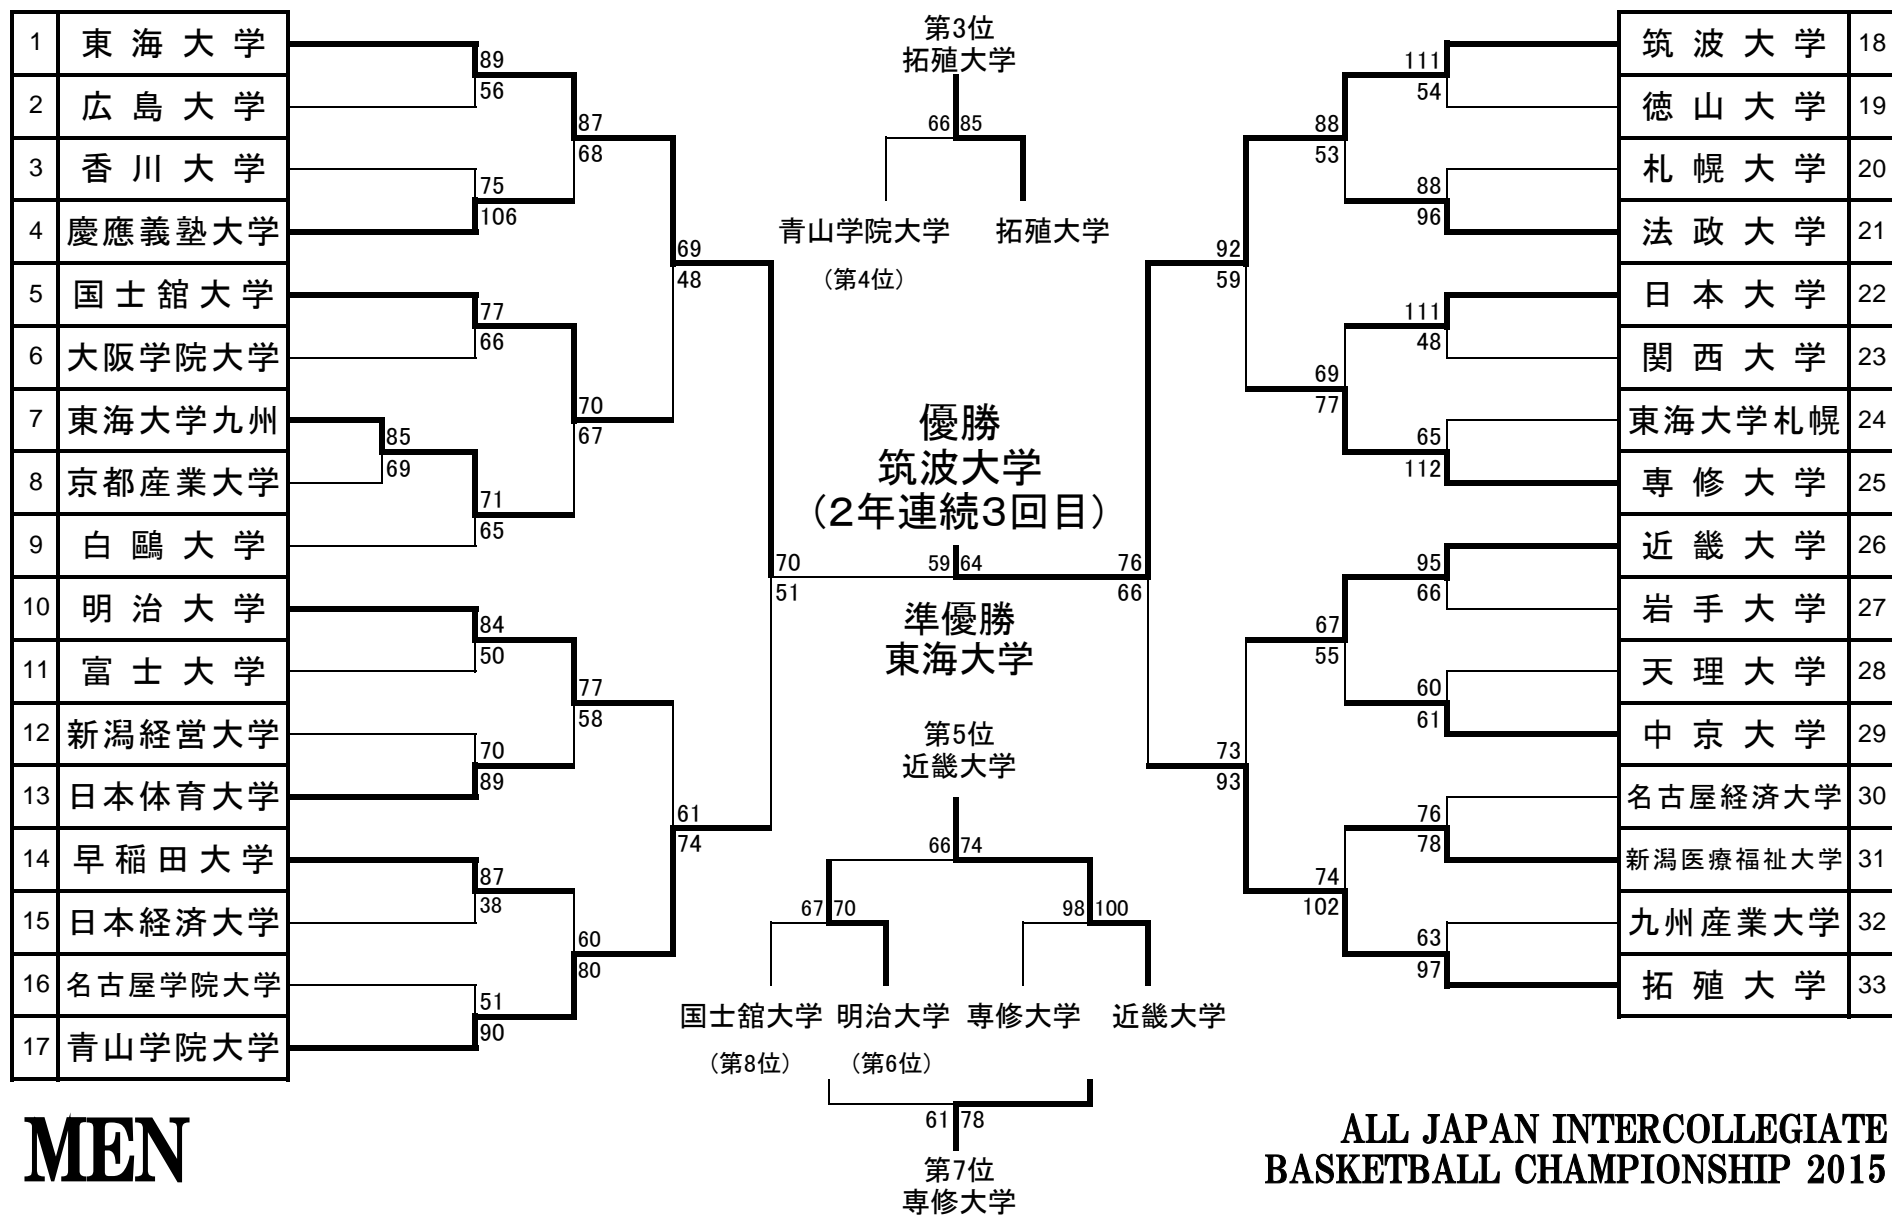 1 東海大学
2 広島大学
3 香川大学
4 慶應義塾大学
5 国士舘大学
6 大阪学院大学
7 東海大学九州
8 京都産業大学
9 白鷗大学
10 明治大学
11 富士大学
12 新潟経営大学
13 日本体育大学
14 早稲田大学
15 日本経済大学
16 名古屋学院大学
17 青山学院大学
85
69
89
56
75
106
77
66
71
65
84
50
70
89
87
38
51
90
87
68
70
67
77
58
60
80
69
48
61
74
70
51
第3位
拓殖大学
66 85
青山学院大学 拓殖大学
(第4位)
優勝
筑波大学
(2年連続3回目)
59 64
準優勝
東海大学
第5位
近畿大学
66 74
67 70
98 100
国士舘大学 明治大学 専修大学 近畿大学
(第8位) (第6位)
61 78
第7位
専修大学
76
66
92
59
73
93
88
53
69
77
67
55
74
102
111
54
88
96
111
48
65
112
95
66
60
61
76
78
63
97
筑波大学 18
徳山大学 19
札幌大学 20
法政大学 21
日本大学 22
関西大学 23
東海大学札幌 24
専修大学 25
近畿大学 26
岩手大学 27
天理大学 28
中京大学 29
名古屋経済大学 30
新潟医療福祉大学 31
九州産業大学 32
拓殖大学 33
MEN
ALL JAPAN INTERCOLLEGIATE
BASKETBALL CHAMPIONSHIP 2015